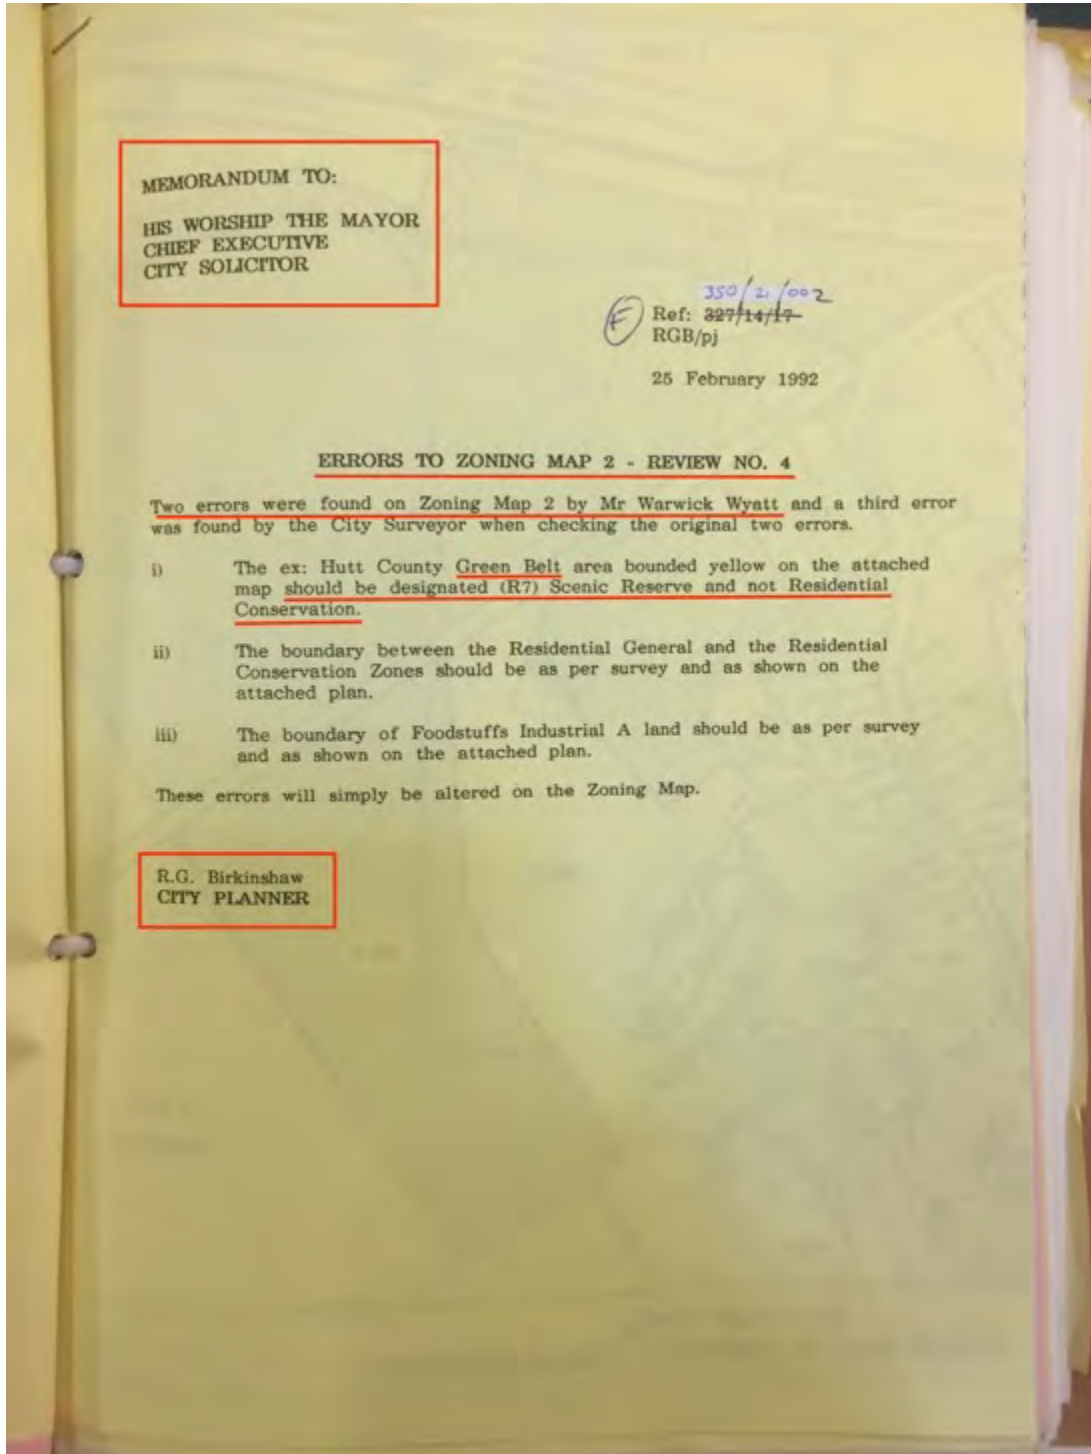 MEMORANDUM TO:
HIS WORSHIP THE MAYOR
CHIEF EXECUTIVE
CITY SOLICITOR
350/21/002
F Ref: 327/14/17
RGB/pj
25 February 1992
ERRORS TO ZONING MAP 2 - REVIEW NO. 4
Two errors were found on Zoning Map 2 by Mr Warwick Wyatt and a third error
was found by the City Surveyor when checking the original two errors.
i) The ex: Hutt County Green Belt area bounded yellow on the attached
map should be designated (R7) Scenic Reserve and not Residential
Conservation.
ii) The boundary between the Residential General and the Residential
Conservation Zones should be as per survey and as shown on the
attached plan.
iii) The boundary of Foodstuffs Industrial A land should be as per survey
and as shown on the attached plan.
These errors will simply be altered on the Zoning Map.
R.G. Birkinshaw
CITY PLANNER